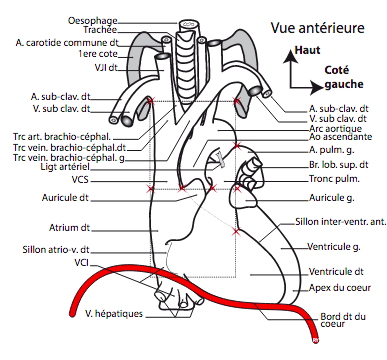 Oesophage
Trachée
A. carotide commune dt
1ere cote
VJI dt
A. sub-clav. dt
V. sub clav. dt
Trc art. brachio-céphal.
Trc vein. brachio-céphal. dt
Trc vein. brachio-céphal. g
Ligt artériel
VCS
Auricule dt
Atrium dt
Sillon atrio-v. dt
VCI
V. hépatiques
Vue antérieure
Haut
Coté
gauche
A. sub-clav. dt
V. sub clav. dt
Arc aortique
Ao ascendante
A. pulm. g.
Br. lob. sup. dt
Tronc pulm.
Auricule g.
Sillon inter-ventr. ant.
Ventricule g.
Ventricule dt
Apex du coeur
Bord dt du
coeur